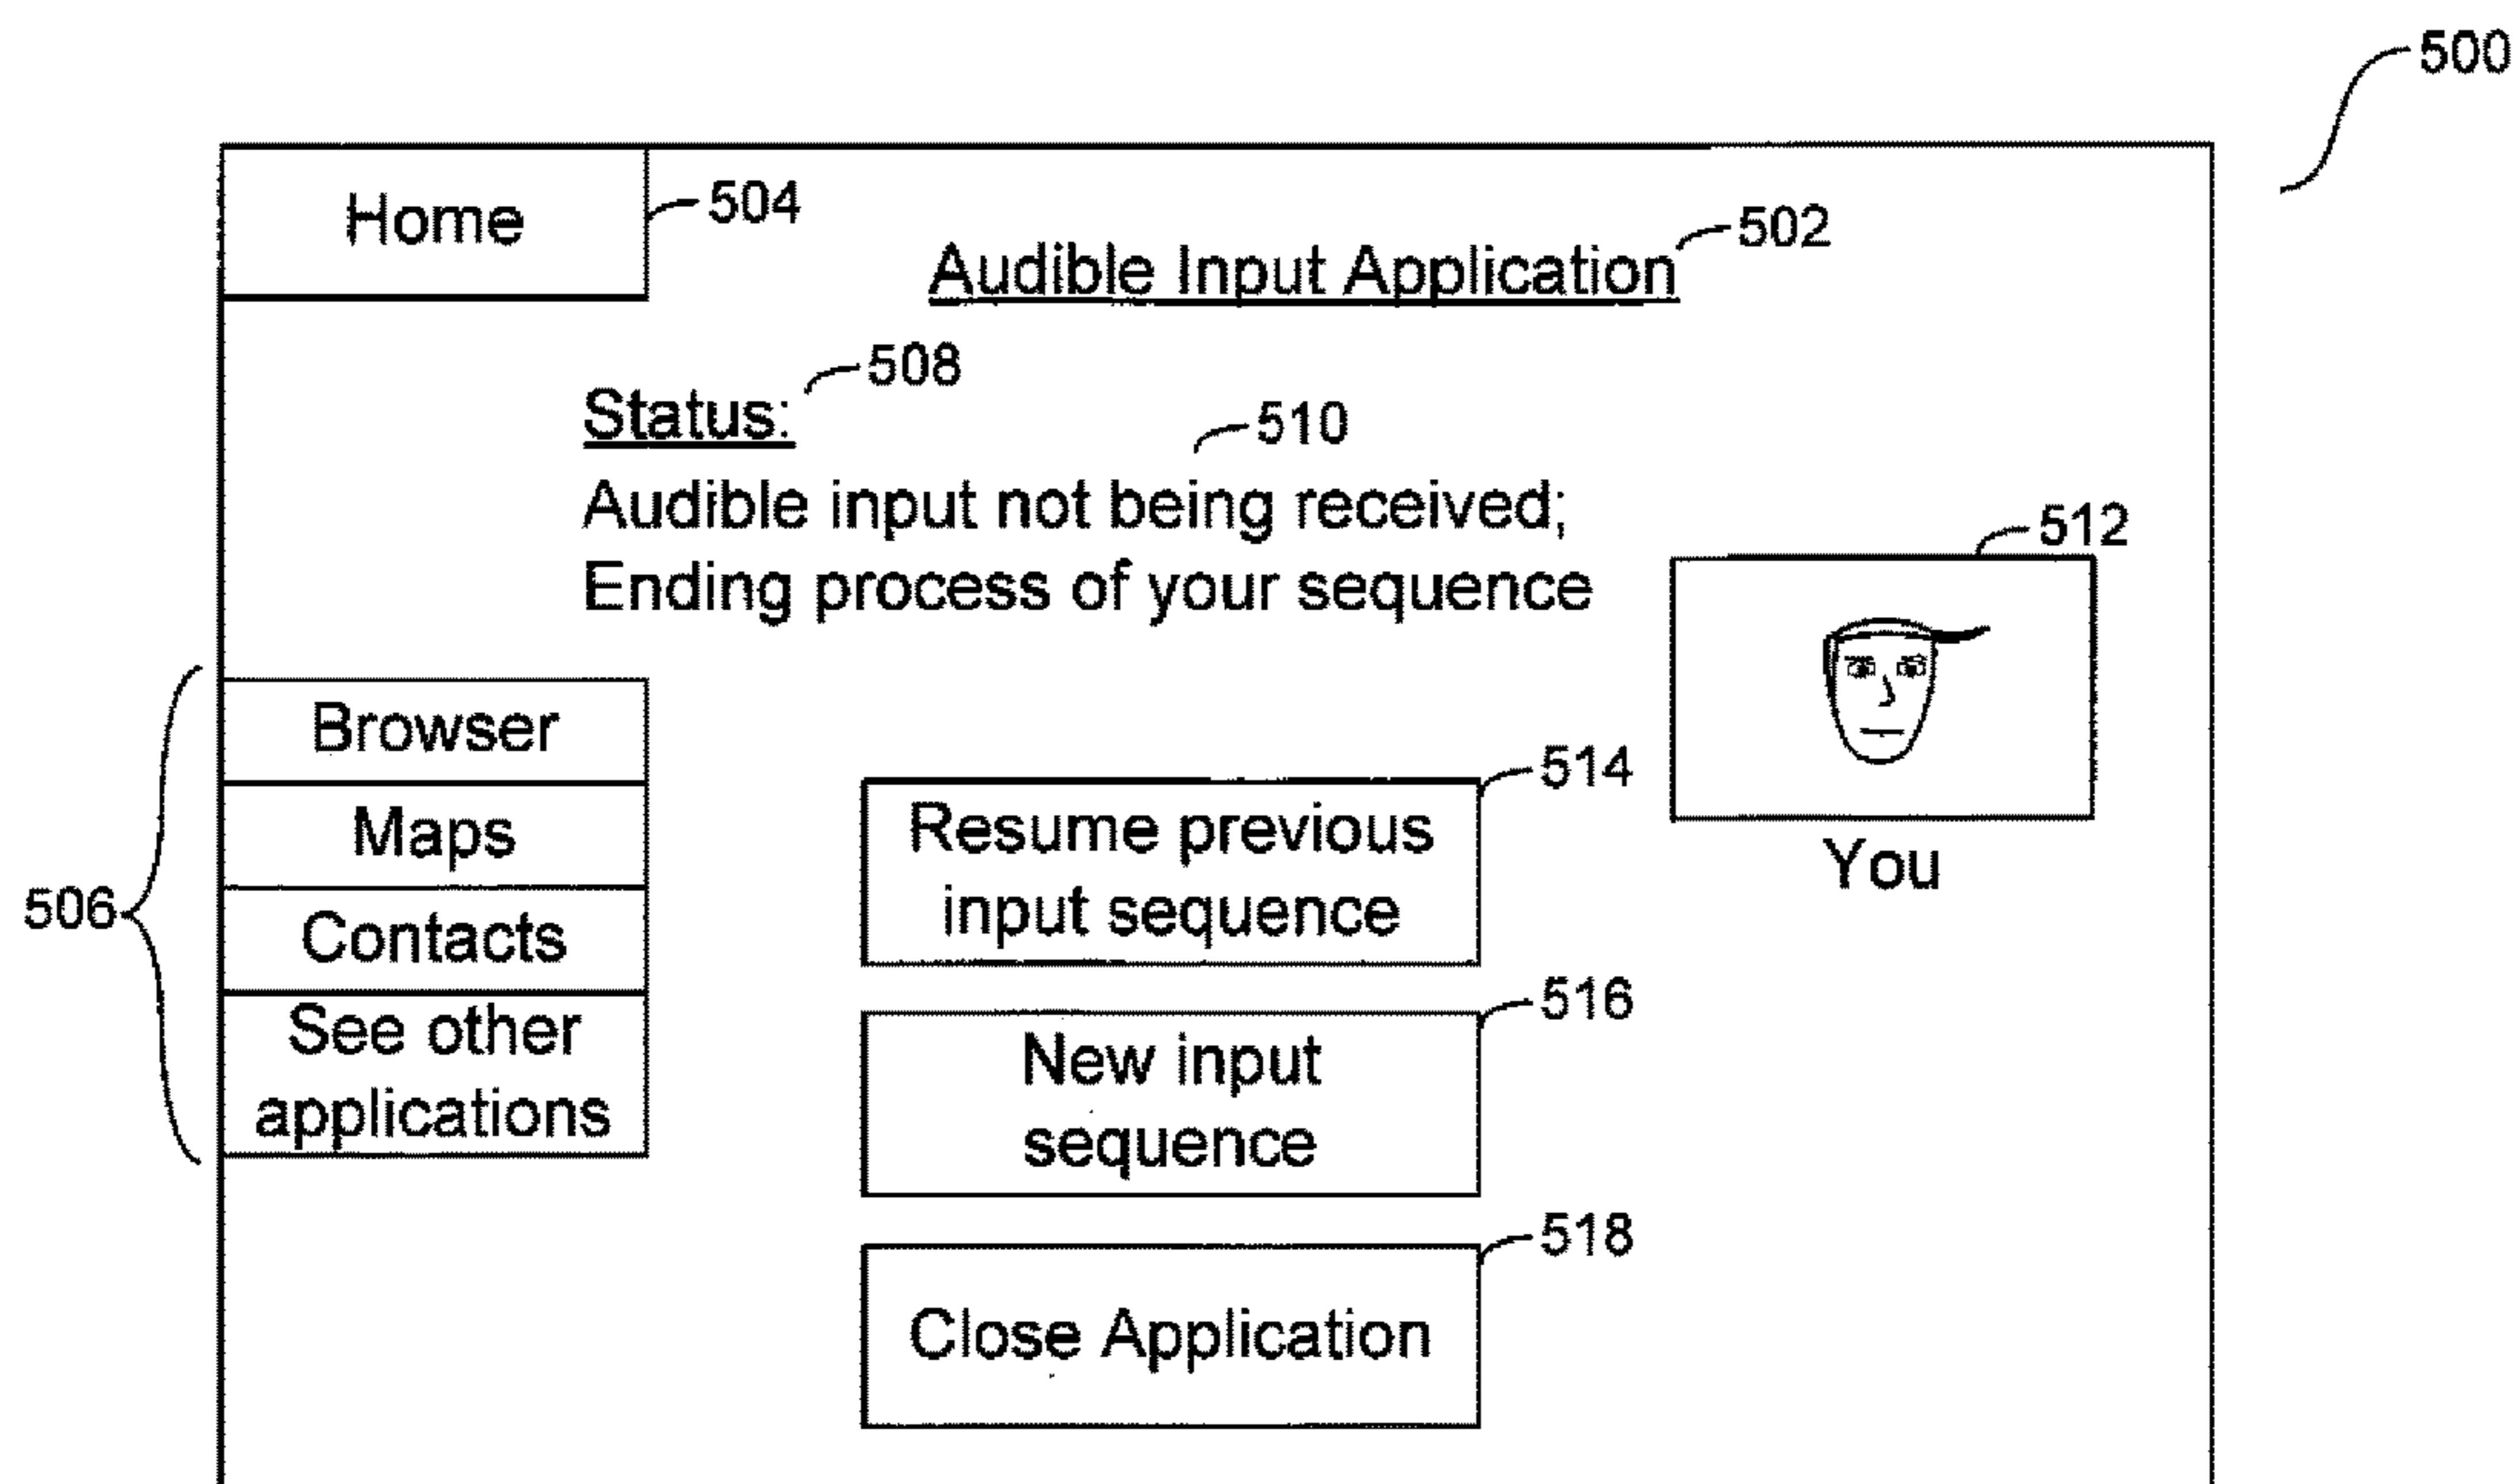 500
Home
504
Audible Input Application
502
Status:
508
510
Audible input not being received;
Ending process of your sequence
512
You
506
Browser
Maps
Contacts
See other
applications
Resume previous
input sequence
514
New input
sequence
516
Close Application
518